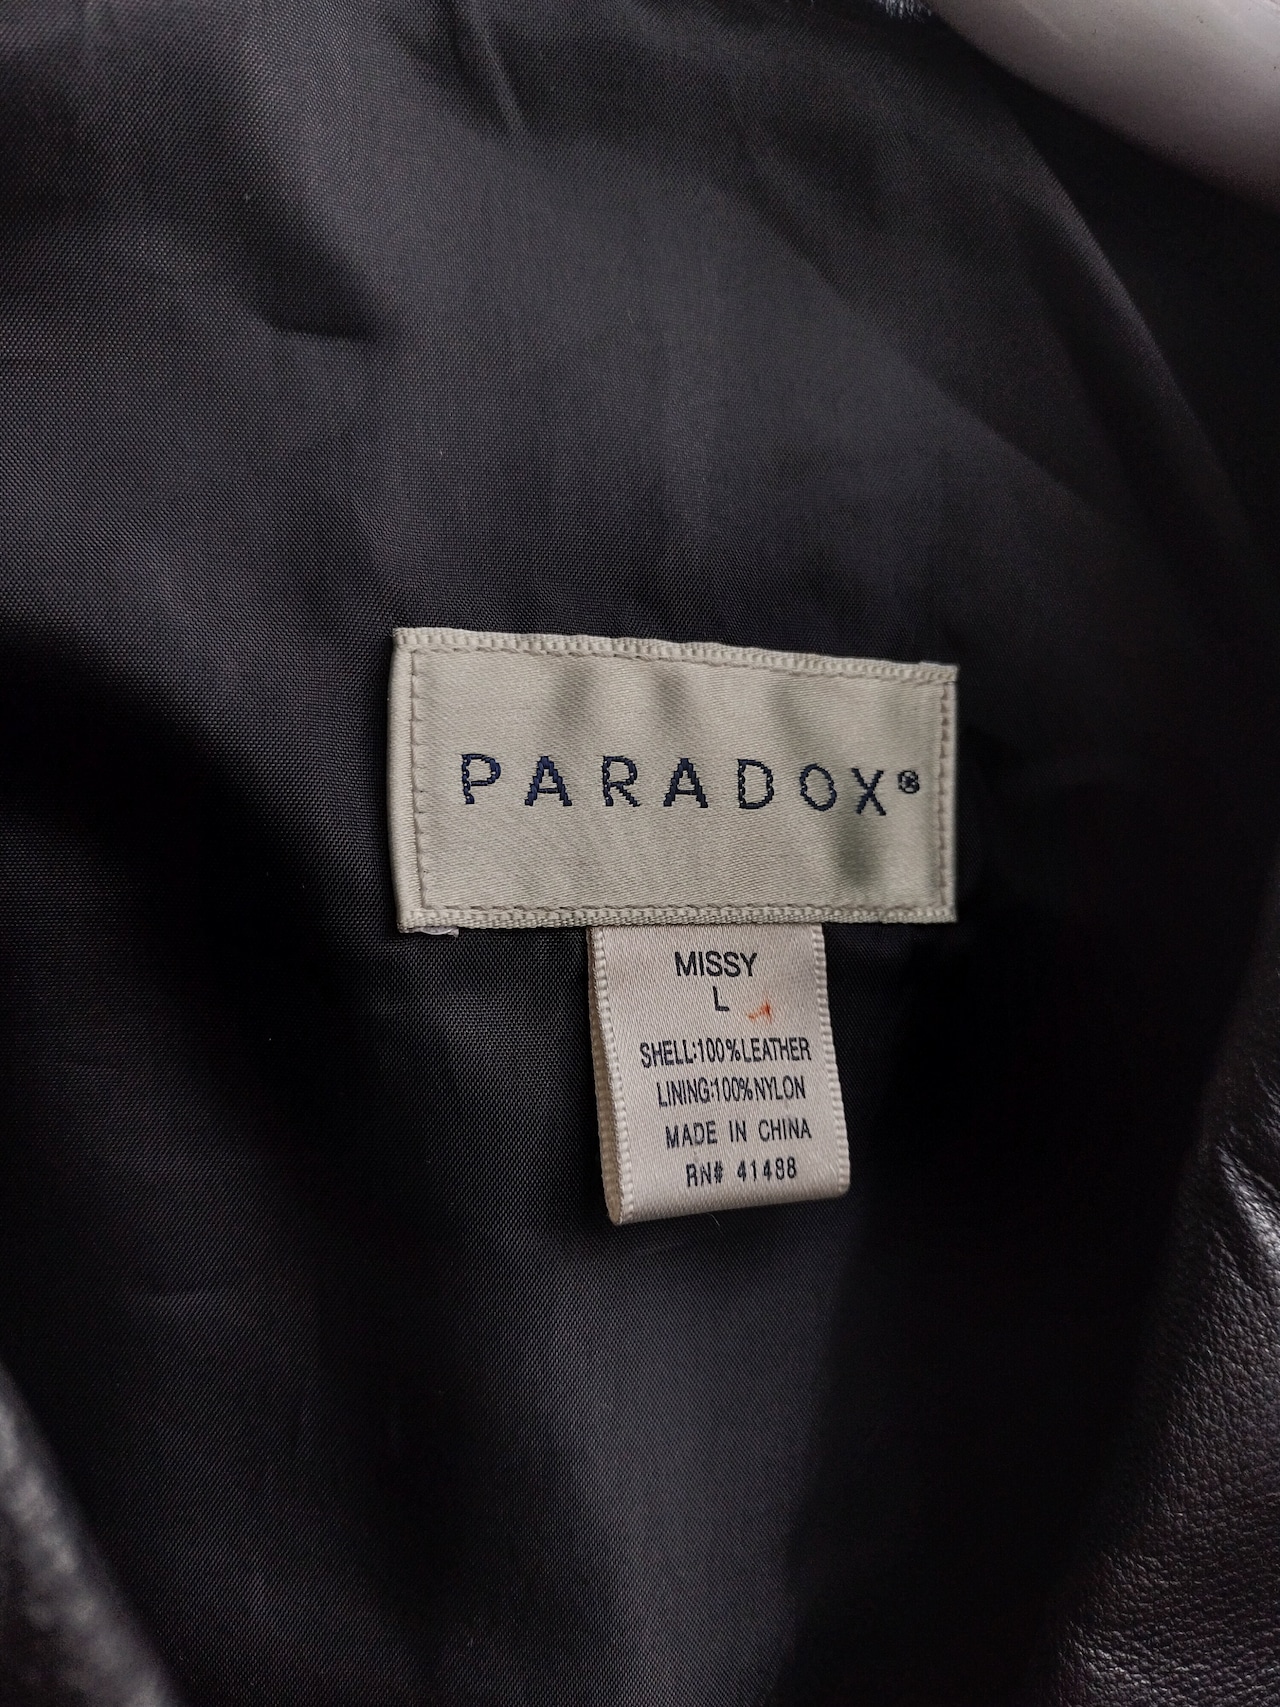 PARADOX®
MISSY
L
SHELL:100%LEATHER
LINING:100%NYLON
MADE IN CHINA
RN# 41488